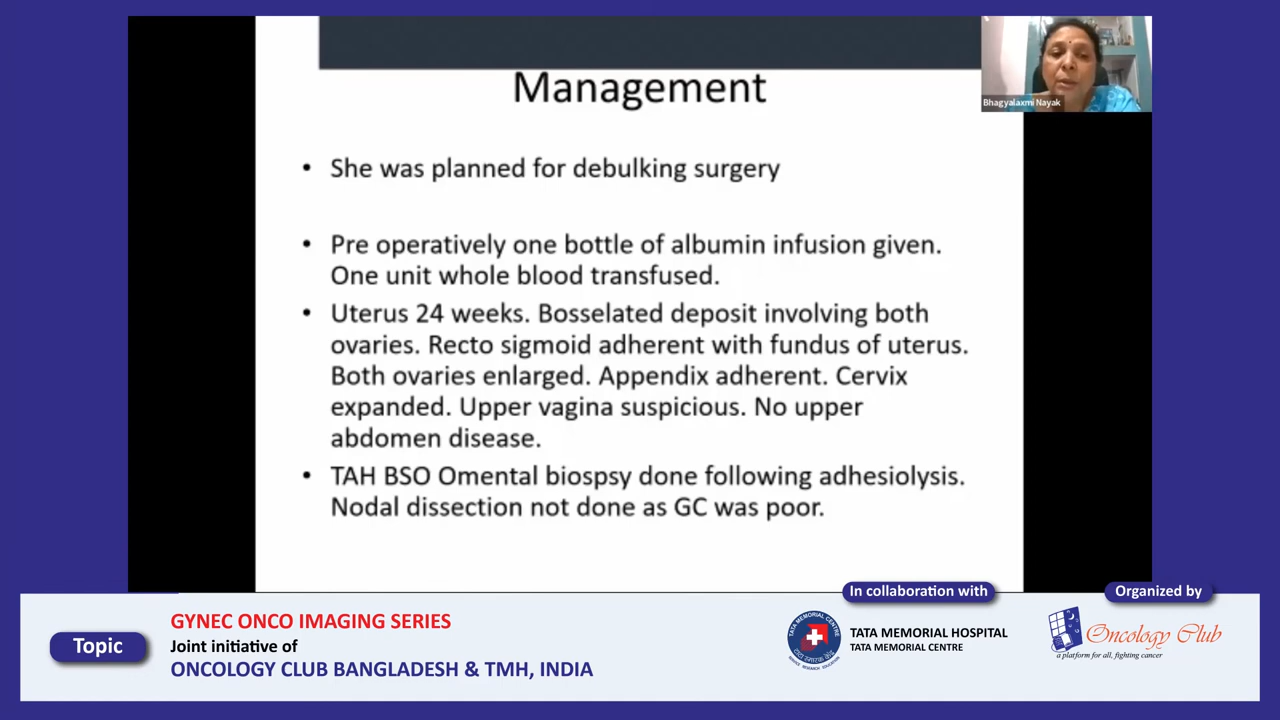 Management
Bhagyalaxmi Nayak
• She was planned for debulking surgery
• Pre operatively one bottle of albumin infusion given.
One unit whole blood transfused.
• Uterus 24 weeks. Bosselated deposit involving both
ovaries. Recto sigmoid adherent with fundus of uterus.
Both ovaries enlarged. Appendix adherent. Cervix
expanded. Upper vagina suspicious. No upper
abdomen disease.
• TAH BSO Omental biospsy done following adhesiolysis.
Nodal dissection not done as GC was poor.
Topic
GYNEC ONCO IMAGING SERIES
Joint initiative of
ONCOLOGY CLUB BANGLADESH & TMH, INDIA
In collaboration with
TATA MEMORIAL CENTRE
TATA MEMORIAL HOSPITAL
TATA MEMORIAL CENTRE
Organized by
Oncology Club
a platform for all, fighting cancer